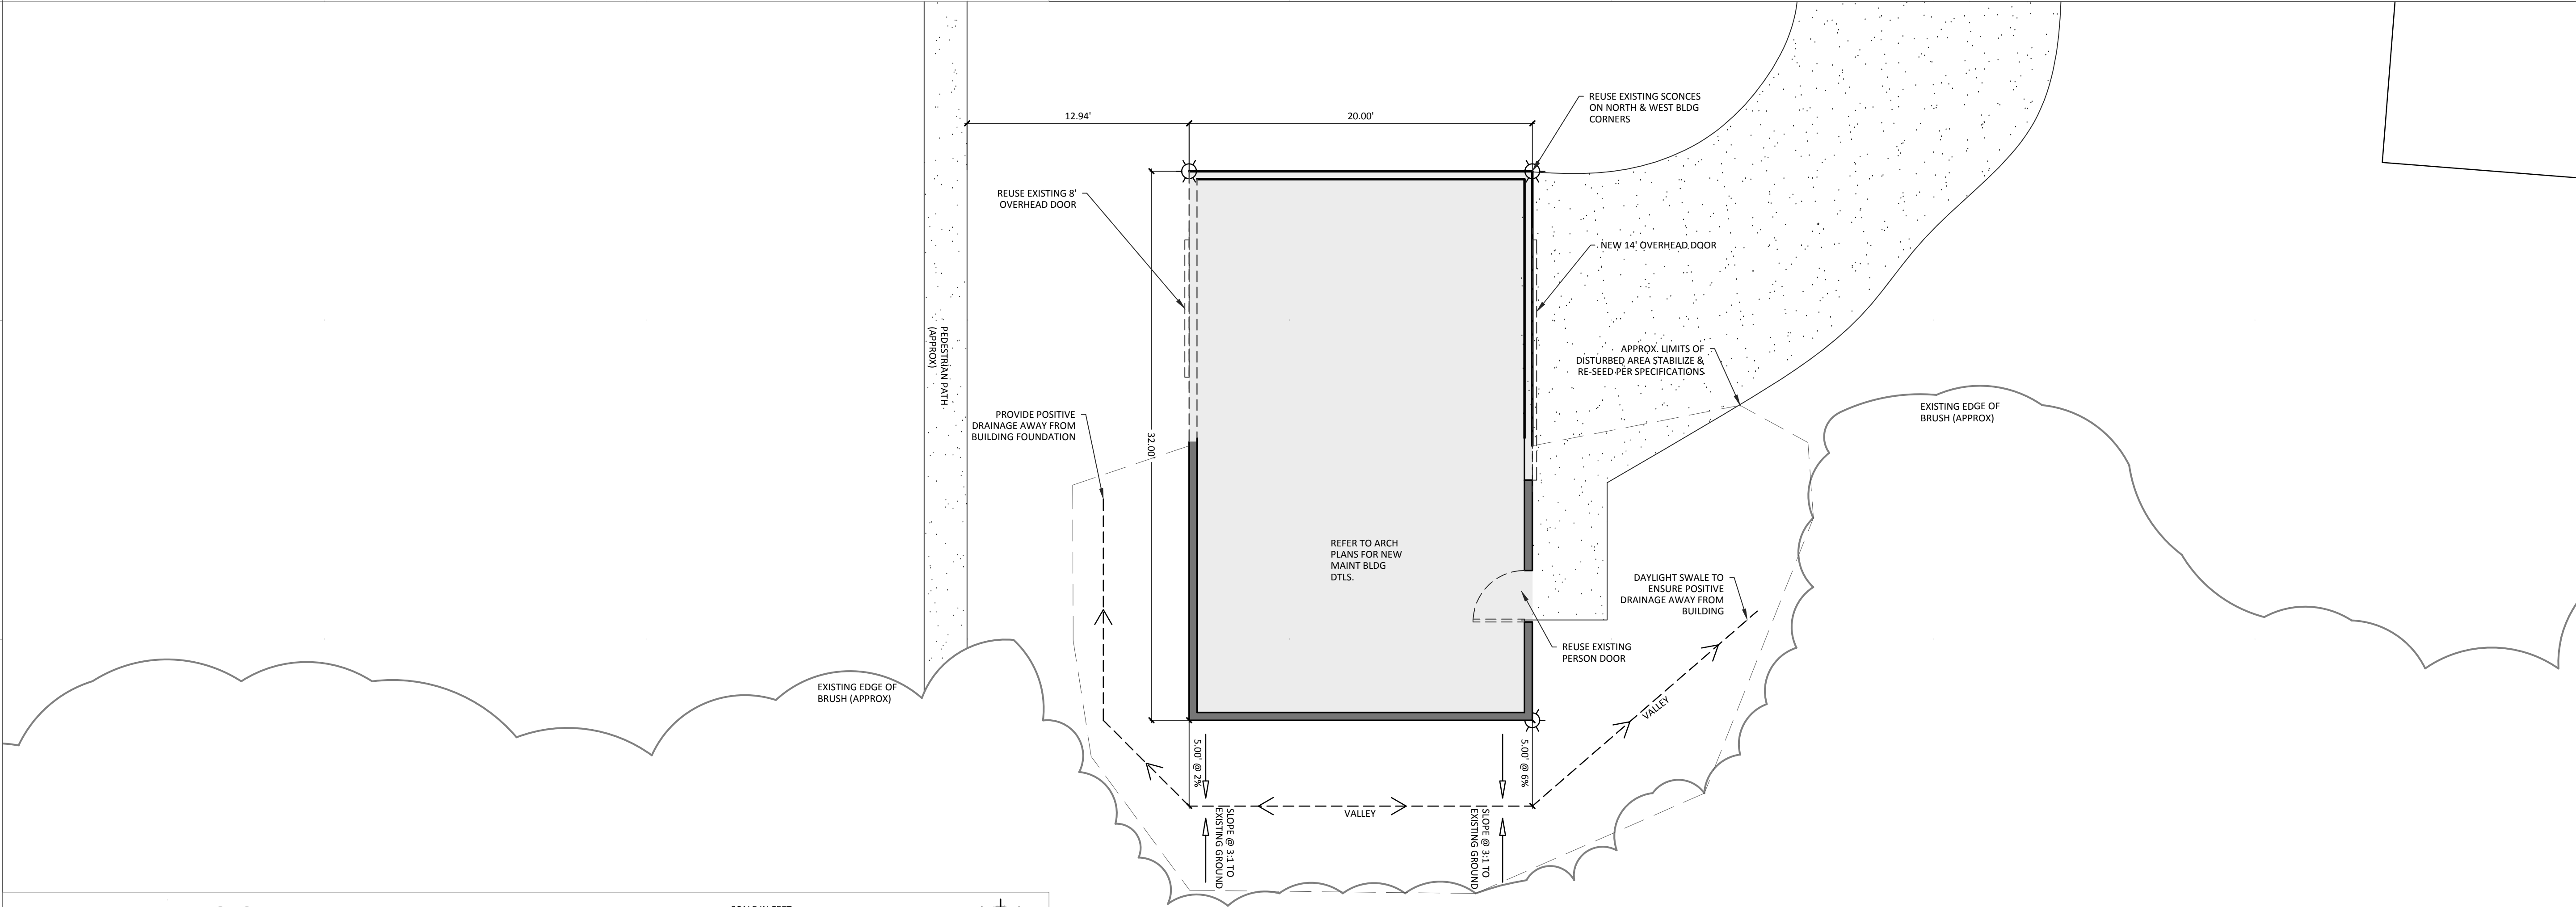 12.94'
20.00'
REUSE EXISTING SCONCES
ON NORTH & WEST BLDG
CORNERS
REUSE EXISTING 8'
OVERHEAD DOOR
NEW 14' OVERHEAD DOOR
PEDESTRIAN PATH
(APPROX)
APPROX. LIMITS OF
DISTURBED AREA STABILIZE &
RE-SEED PER SPECIFICATIONS
EXISTING EDGE OF
BRUSH (APPROX)
PROVIDE POSITIVE
DRAINAGE AWAY FROM
BUILDING FOUNDATION
32.00'
REFER TO ARCH
PLANS FOR NEW
MAINT BLDG
DTLS.
DAYLIGHT SWALE TO
ENSURE POSITIVE
DRAINAGE AWAY FROM
BUILDING
REUSE EXISTING
PERSON DOOR
EXISTING EDGE OF
BRUSH (APPROX)
VALLEY
5.00' @ 2%
5.00' @ 6%
VALLEY
SLOPE @ 3:1 TO
EXISTING GROUND
SLOPE @ 3:1 TO
EXISTING GROUND